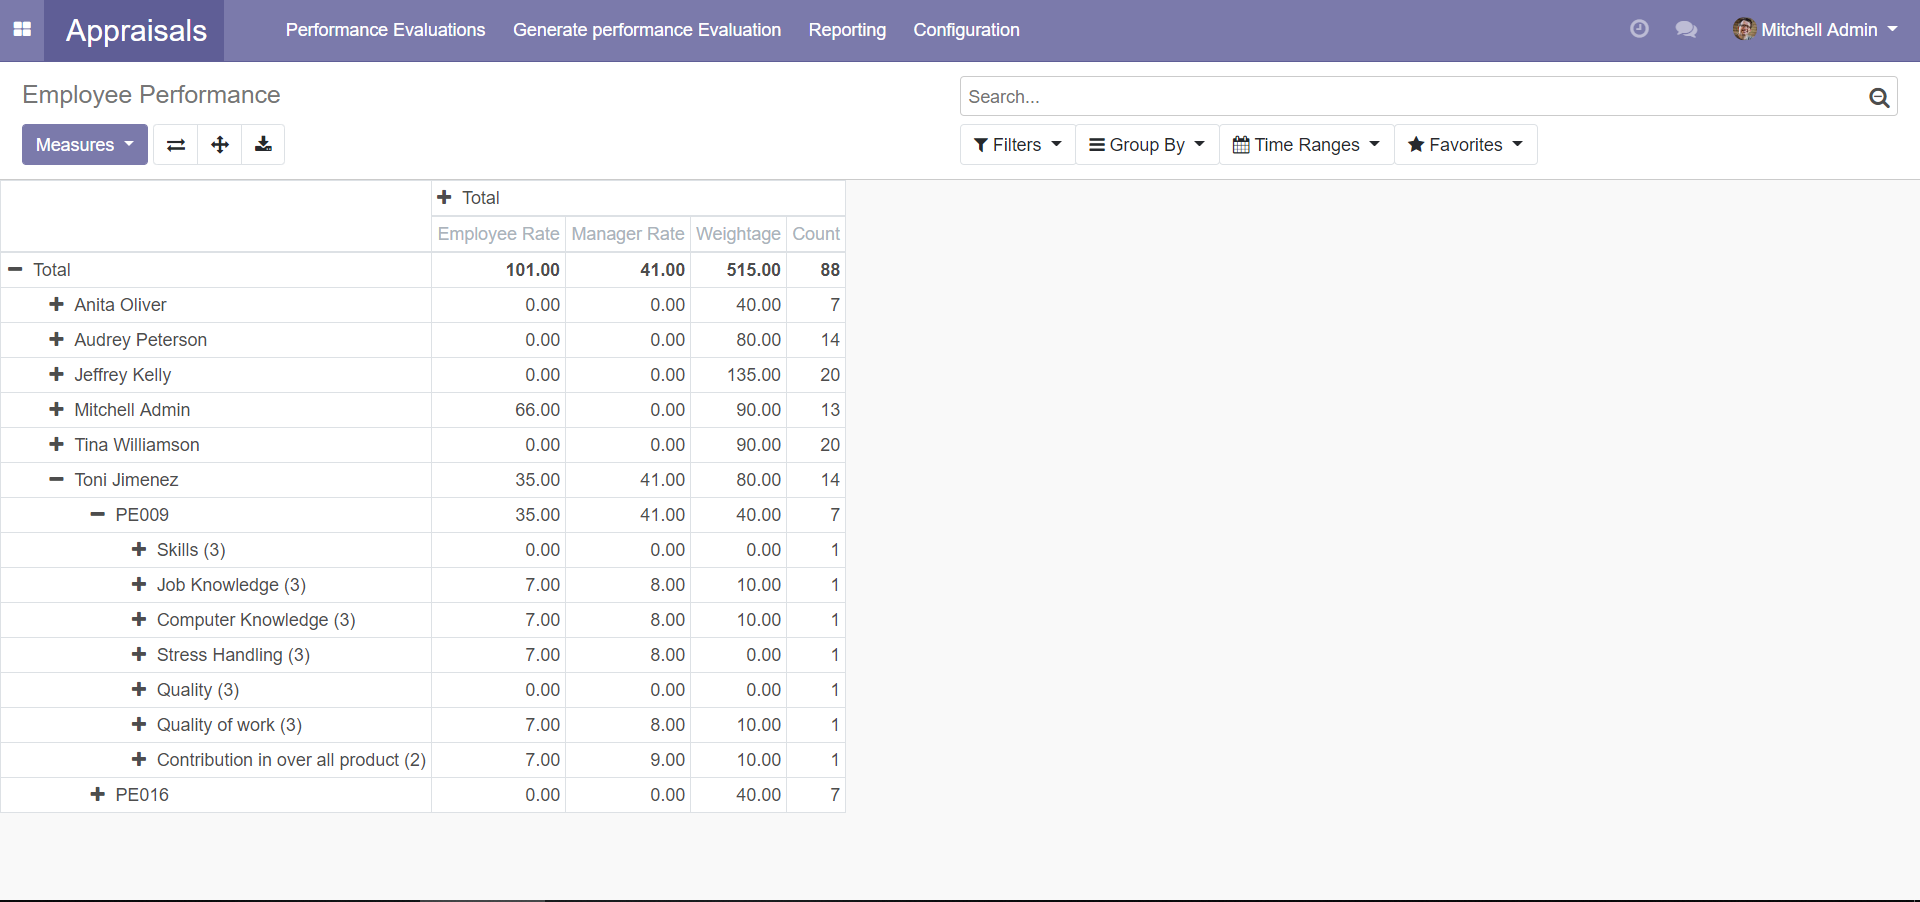 Appraisals Performance Evaluations Generate performance Evaluation Reporting Configuration Mitchell Admin
Employee Performance
Search...
Measures Filters Group By Time Ranges Favorites
Total
Employee Rate Manager Rate Weightage Count
Total 101.00 41.00 515.00 88
Anita Oliver 0.00 0.00 40.00 7
Audrey Peterson 0.00 0.00 80.00 14
Jeffrey Kelly 0.00 0.00 135.00 20
Mitchell Admin 66.00 0.00 90.00 13
Tina Williamson 0.00 0.00 90.00 20
Toni Jimenez 35.00 41.00 80.00 14
PE009 35.00 41.00 40.00 7
Skills (3) 0.00 0.00 0.00 1
Job Knowledge (3) 7.00 8.00 10.00 1
Computer Knowledge (3) 7.00 8.00 10.00 1
Stress Handling (3) 7.00 8.00 0.00 1
Quality (3) 0.00 0.00 0.00 1
Quality of work (3) 7.00 8.00 10.00 1
Contribution in over all product (2) 7.00 9.00 10.00 1
PE016 0.00 0.00 40.00 7